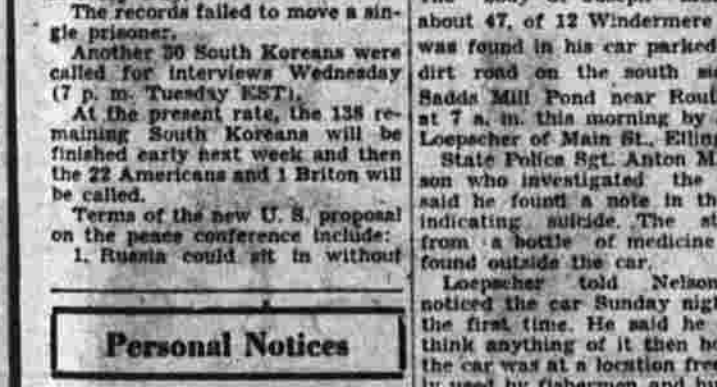 The records failed to move a sin-
gle prisoner.
Another 30 South Koreans were
called for interviews Wednesday
(7 p. m. Tuesday EST).
At the present rate, the 138 re-
maining South Koreans will be
finished early next week and then
the 22 Americans and 1 Briton will
be called.
Terms of the new U. S. proposal
on the peace conference include:
1. Russia could sit in without
Personal Notices
about 47, of 12 Windermere
was found in his car parked
dirt road on the south
Sadds Mill Pond near
at 7 a. m. this morning by
Loepscher of Main St.,
State Police Sgt. Anton
son who investigated the
said he found a note in
indicating suicide. The
from a bottle of medicine
found outside the car.
Loepscher told Nelson
noticed the car Sunday
the first time. He said he
think anything of it then
the car was at a location
used by fishermen and